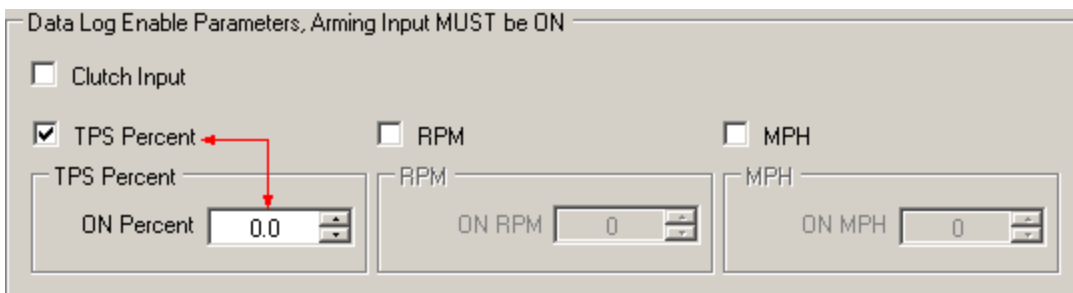 Data Log Enable Parameters, Arming Input MUST be ON
Clutch Input
TPS Percent RPM MPH
TPS Percent RPM MPH
ON Percent 0.0 ON RPM 0 ON MPH 0